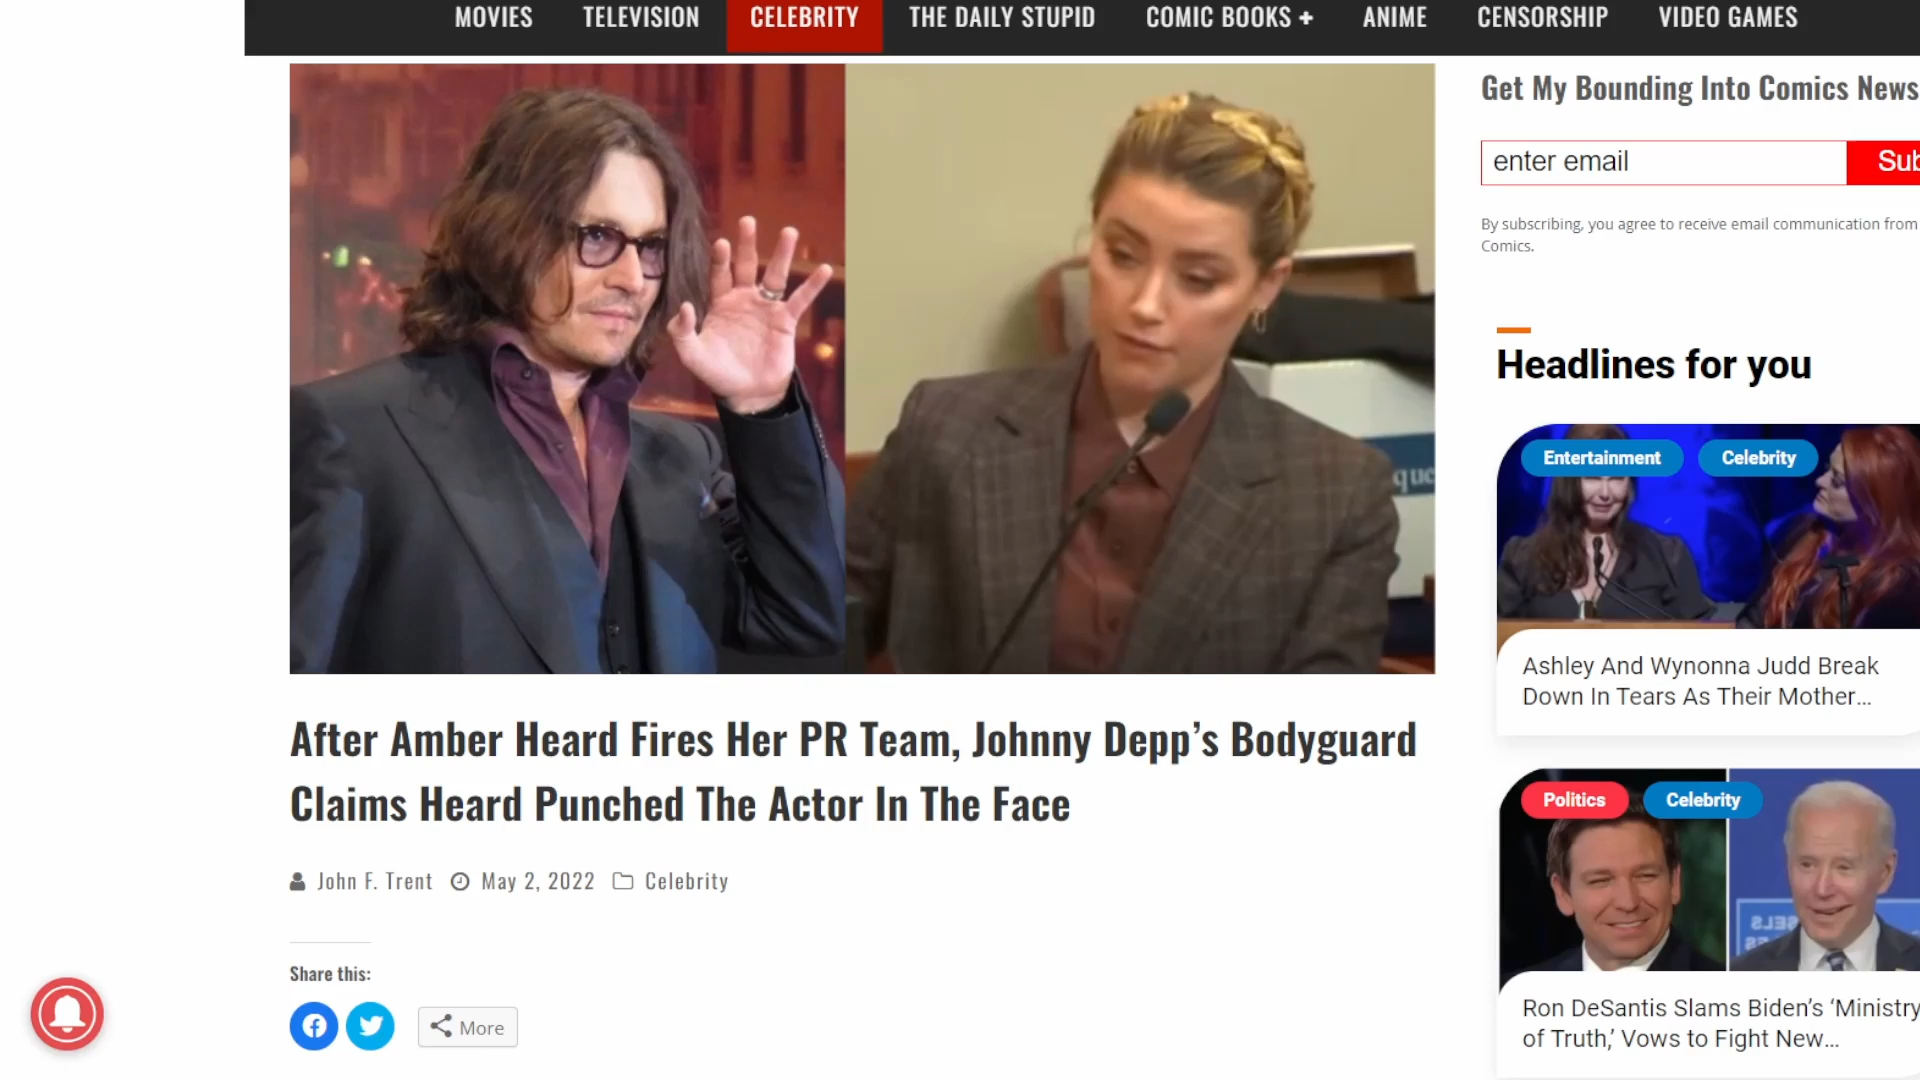 MOVIES TELEVISION CELEBRITY THE DAILY STUPID COMIC BOOKS + ANIME CENSORSHIP VIDEO GAMES
Get My Bounding Into Comics News
enter email
Sub
By subscribing, you agree to receive email communication from
Comics.
Headlines for you
Entertainment Celebrity
Ashley And Wynonna Judd Break
Down In Tears As Their Mother...
Politics Celebrity
Ron DeSantis Slams Biden’s ‘Ministry
of Truth,’ Vows to Fight New...
After Amber Heard Fires Her PR Team, Johnny Depp’s Bodyguard
Claims Heard Punched The Actor In The Face
John F. Trent May 2, 2022 Celebrity
Share this:
More